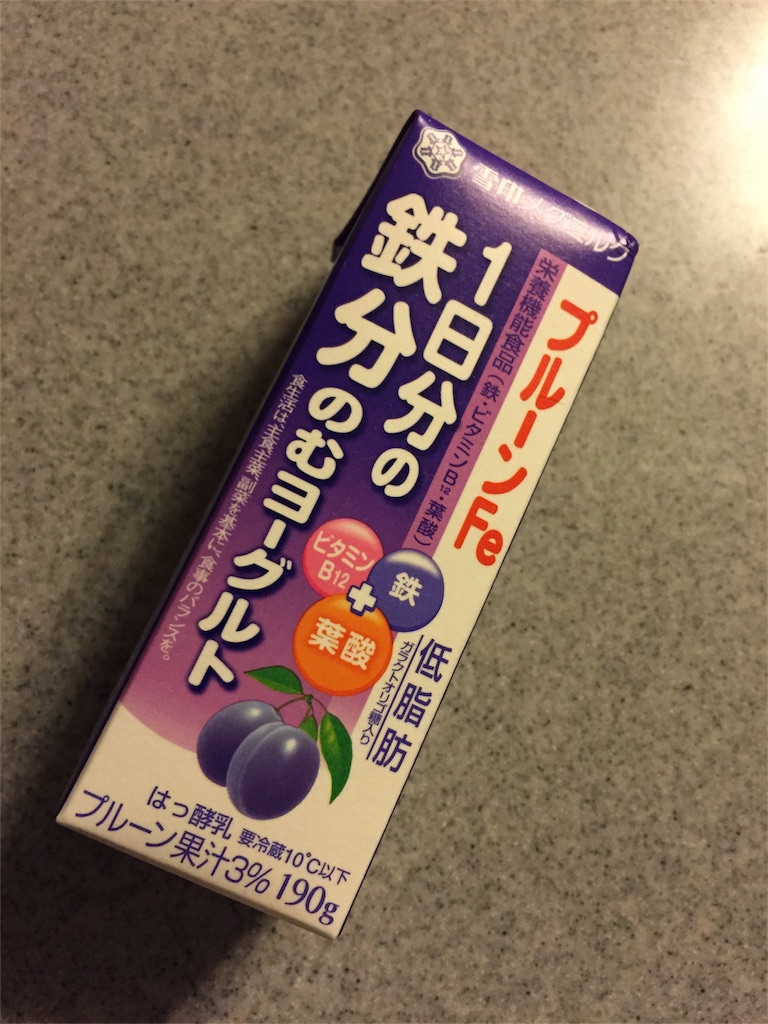 雪印メグミルク
プルーンFe
栄養機能食品(鉄・ビタミンB12・葉酸)
1日分の
鉄分のむヨーグルト
食生活は、主食、主菜、副菜を基本に、食事のバランスを。
ビタミン
B12
鉄
+
葉酸
低脂肪
ガラクトオリゴ糖入り
はっ酵乳 要冷蔵10℃以下
プルーン果汁3% 190g